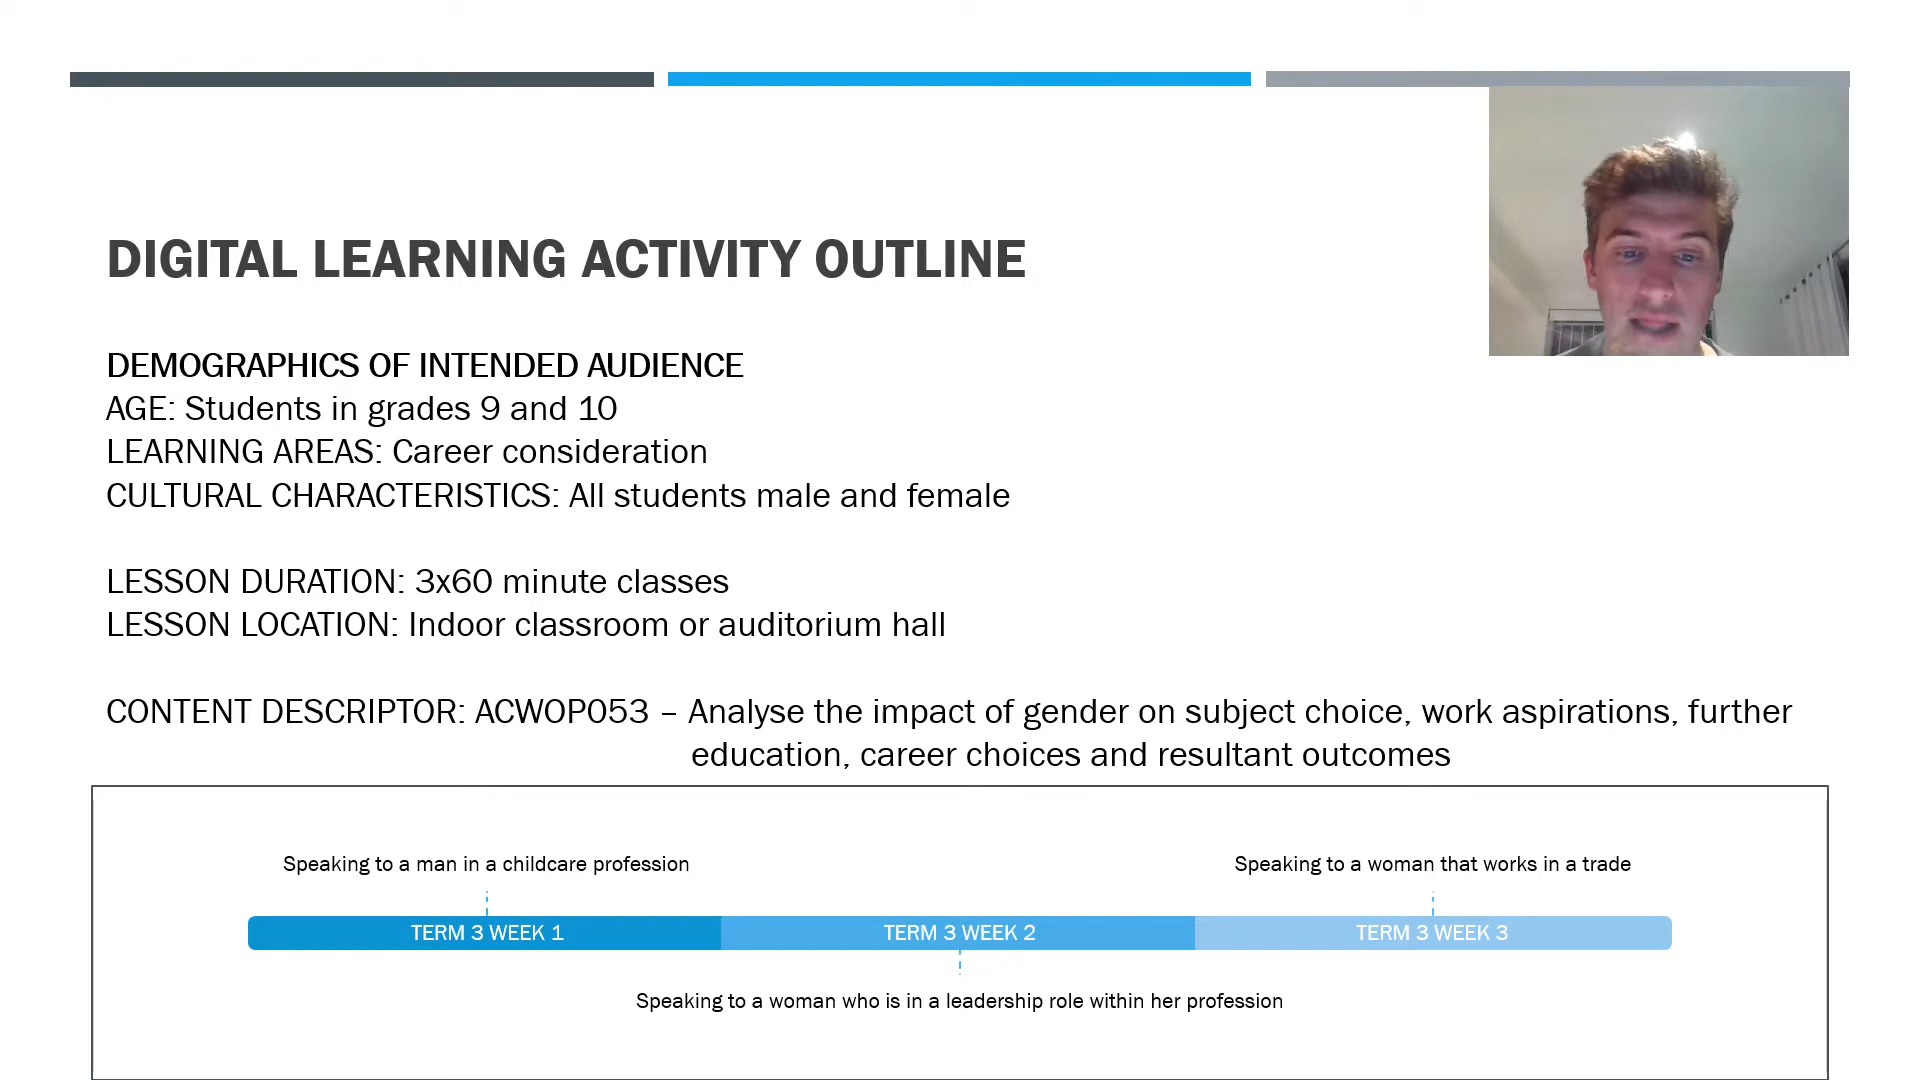 DIGITAL LEARNING ACTIVITY OUTLINE
DEMOGRAPHICS OF INTENDED AUDIENCE
AGE: Students in grades 9 and 10
LEARNING AREAS: Career consideration
CULTURAL CHARACTERISTICS: All students male and female
LESSON DURATION: 3x60 minute classes
LESSON LOCATION: Indoor classroom or auditorium hall
CONTENT DESCRIPTOR: ACWOP053 – Analyse the impact of gender on subject choice, work aspirations, further
education, career choices and resultant outcomes
Speaking to a man in a childcare profession
Speaking to a woman that works in a trade
TERM 3 WEEK 1
TERM 3 WEEK 2
TERM 3 WEEK 3
Speaking to a woman who is in a leadership role within her profession